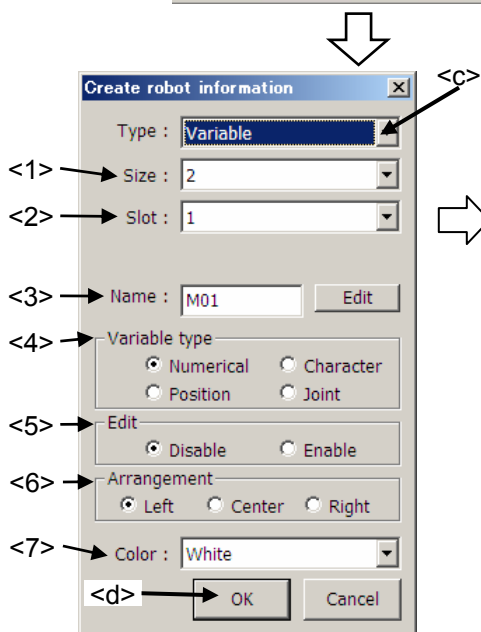 Create robot information
<c>
Type : Variable
<1> Size : 2
<2> Slot : 1
<3> Name : M01 Edit
<4> Variable type
Numerical Character
Position Joint
<5> Edit
Disable Enable
<6> Arrangement
Left Center Right
<7> Color : White
<d> OK Cancel